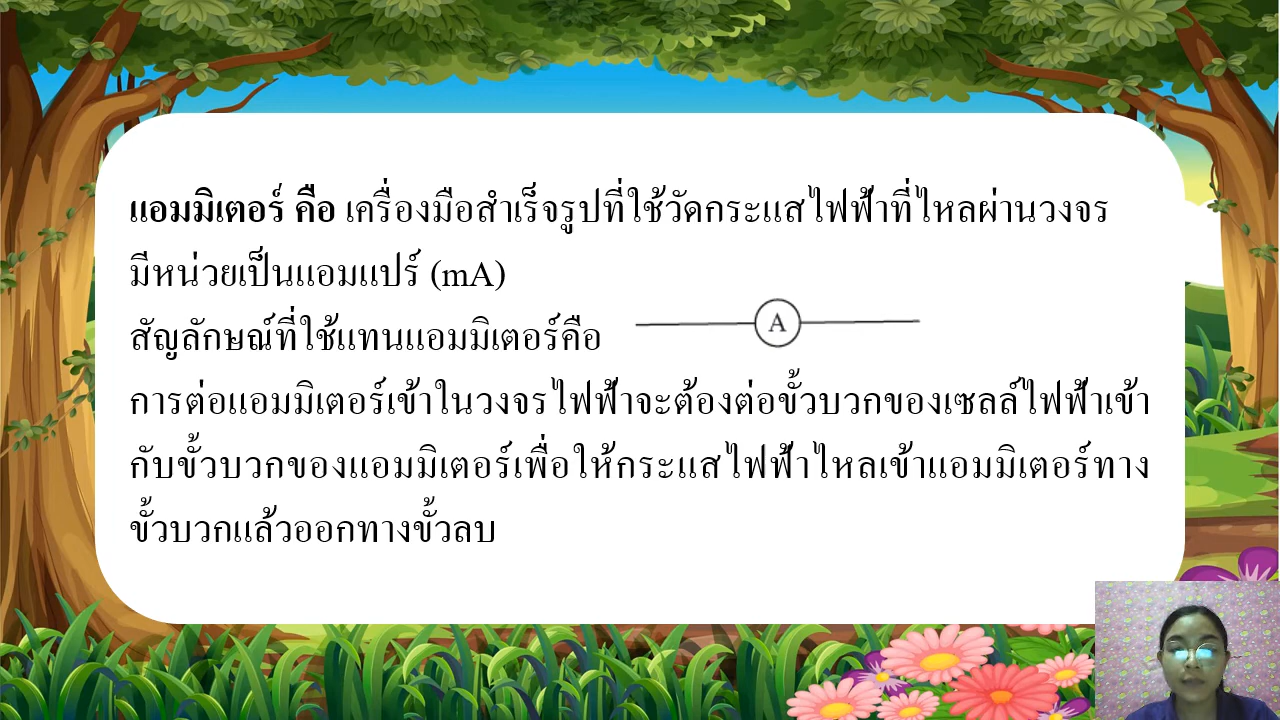 แอมมิเตอร์ คือ เครื่องมือสำเร็จรูปที่ใช้วัดกระแสไฟฟ้าที่ไหลผ่านวงจร
มีหน่วยเป็นแอมแปร์ (mA)
สัญลักษณ์ที่ใช้แทนแอมมิเตอร์คือ
A
การต่อแอมมิเตอร์เข้าในวงจรไฟฟ้าจะต้องต่อขั้วบวกของเซลล์ไฟฟ้าเข้า
กับขั้วบวกของแอมมิเตอร์เพื่อให้กระแสไฟฟ้าไหลเข้าแอมมิเตอร์ทาง
ขั้วบวกแล้วออกทางขั้วลบ